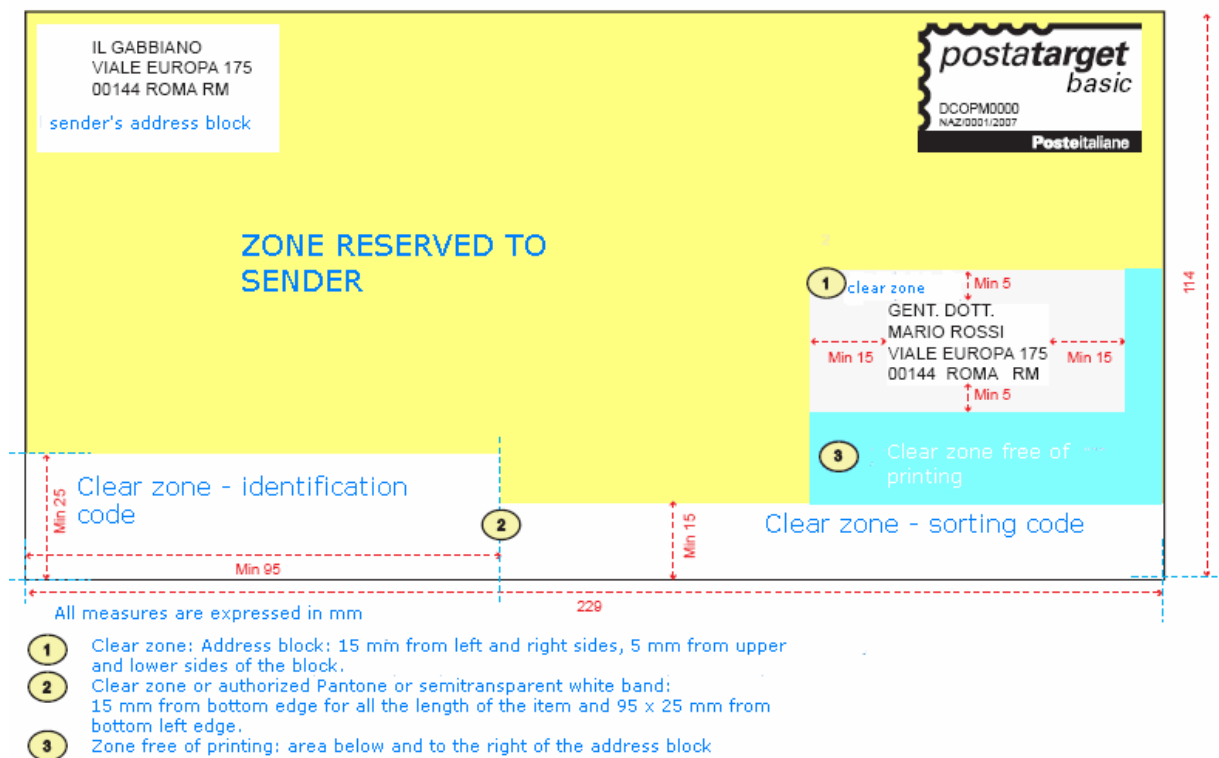 IL GABBIANO
VIALE EUROPA 175
00144 ROMA RM
sender's address block
postatarget
basic
DCOPM0000
NAZ/0001/2007
Posteitaliane
ZONE RESERVED TO
SENDER
1
clear zone
Min 5
GENT. DOTT.
MARIO ROSSI
VIALE EUROPA 175
00144 ROMA RM
Min 15
Min 15
Min 5
114
3
Clear zone free of
printing
Clear zone - identification
code
Min 25
2
Min 15
Clear zone - sorting code
Min 95
229
All measures are expressed in mm
1
Clear zone: Address block: 15 mm from left and right sides, 5 mm from upper
and lower sides of the block.
2
Clear zone or authorized Pantone or semitransparent white band:
15 mm from bottom edge for all the length of the item and 95 x 25 mm from
bottom left edge.
3
Zone free of printing: area below and to the right of the address block